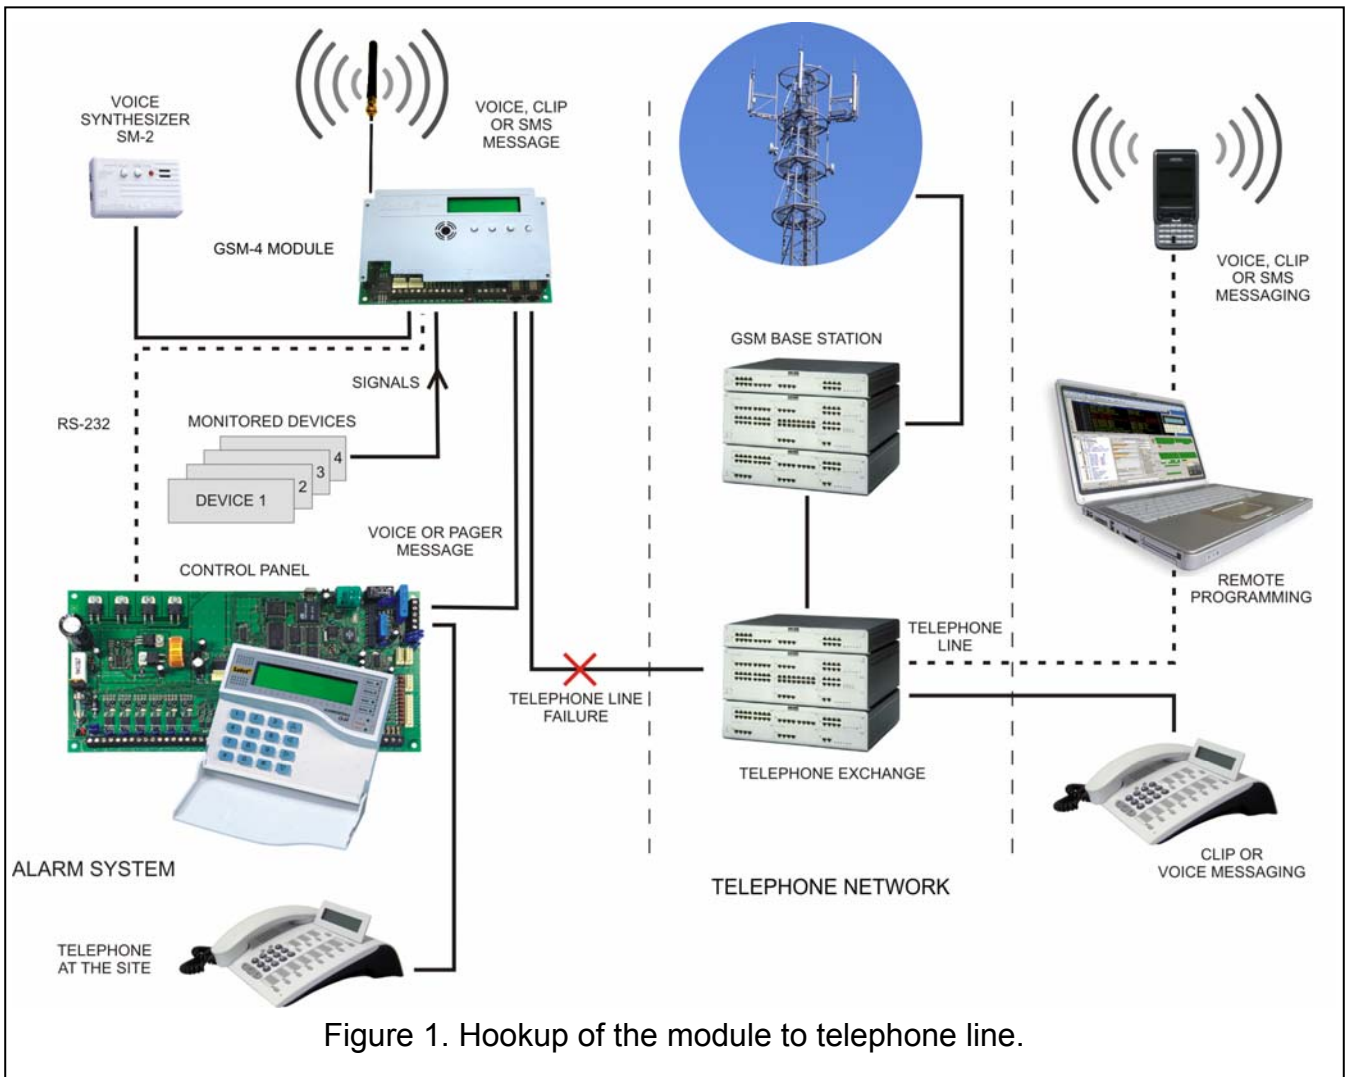 VOICE
SYNTHESIZER
SM-2
VOICE, CLIP
OR SMS
MESSAGE
GSM-4 MODULE
SIGNALS
RS-232
MONITORED DEVICES
4
3
2
DEVICE 1
VOICE OR PAGER
MESSAGE
CONTROL PANEL
TELEPHONE LINE
FAILURE
ALARM SYSTEM
TELEPHONE
AT THE SITE
GSM BASE STATION
TELEPHONE EXCHANGE
TELEPHONE NETWORK
VOICE, CLIP
OR SMS
MESSAGING
REMOTE
PROGRAMMING
TELEPHONE
LINE
CLIP OR
VOICE MESSAGING
Figure 1. Hookup of the module to telephone line.